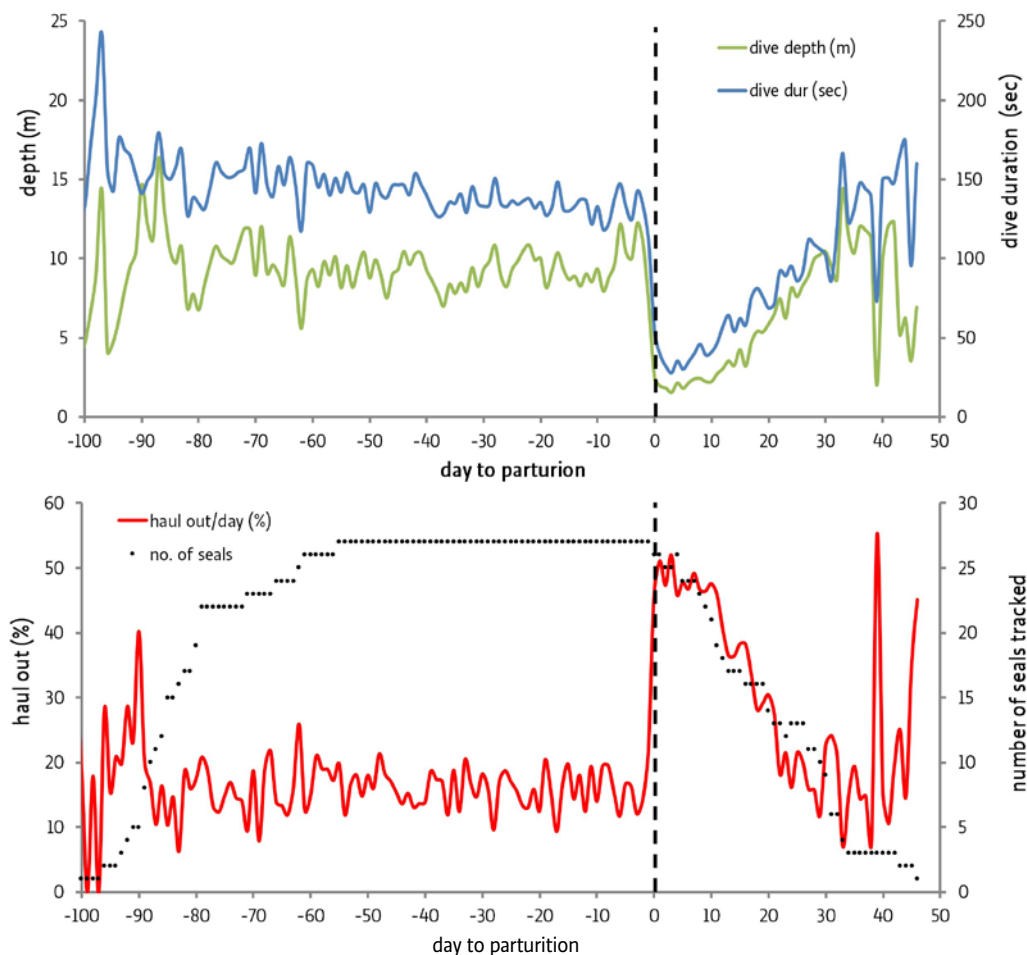 25
20
15
10
5
0
depth (m)
dive depth (m)
dive dur (sec)
250
200
150
100
50
0
dive duration (sec)
-100 -90 -80 -70 -60 -50 -40 -30 -20 -10 0 10 20 30 40 50
day to parturion
60
50
40
30
20
10
0
haul out (%)
haul out/day (%)
no. of seals
30
25
20
15
10
5
0
number of seals tracked
-100 -90 -80 -70 -60 -50 -40 -30 -20 -10 0 10 20 30 40 50
day to parturition